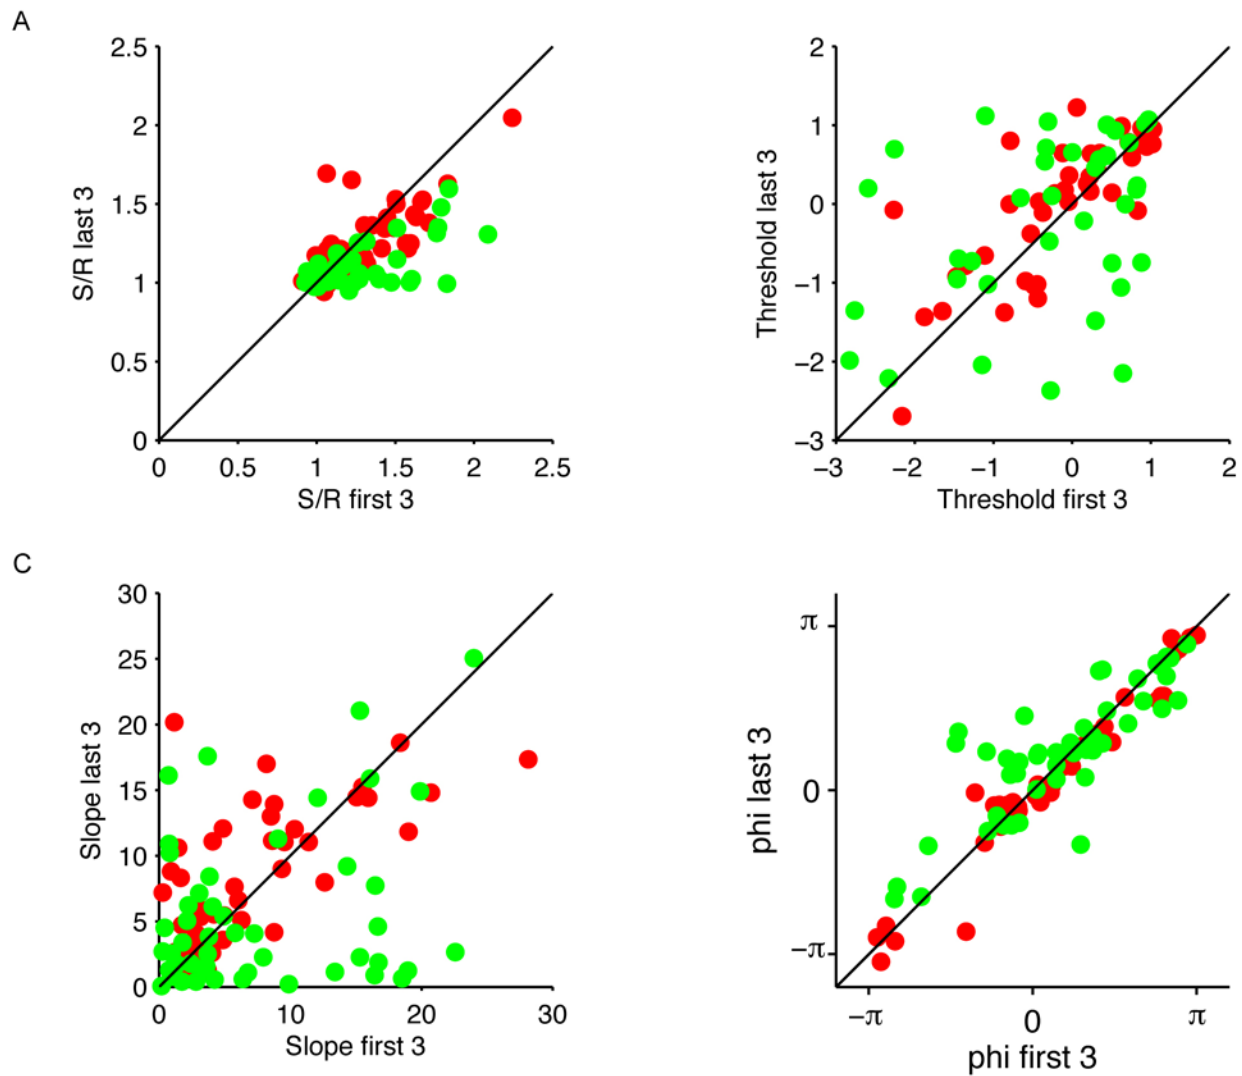 A
2.5
2
1.5
1
0.5
0
S/R last 3
0 0.5 1 1.5 2 2.5
S/R first 3
2
1
0
−1
−2
−3
Threshold last 3
−3 −2 −1 0 1 2
Threshold first 3
C
30
25
20
15
10
5
0
Slope last 3
0 10 20 30
Slope first 3
π
0
−π
phi last 3
−π 0 π
phi first 3